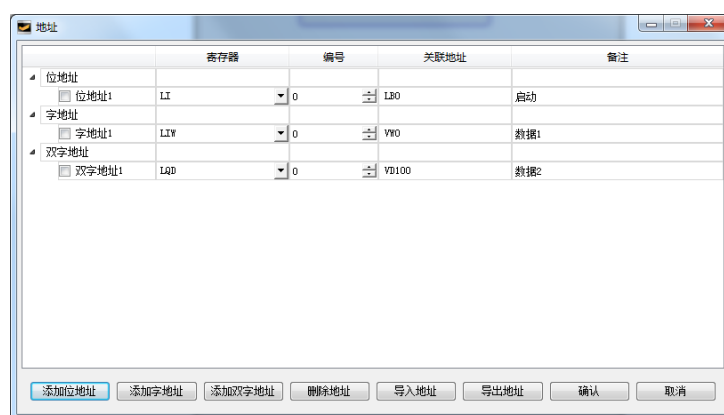 地址
寄存器 编号 关联地址 备注
位地址
位地址1 LI 0 LB0 启动
字地址
字地址1 LIW 0 VW0 数据1
双字地址
双字地址1 LQD 0 VD100 数据2
添加位地址 添加字地址 添加双字地址 删除地址 导入地址 导出地址 确认 取消